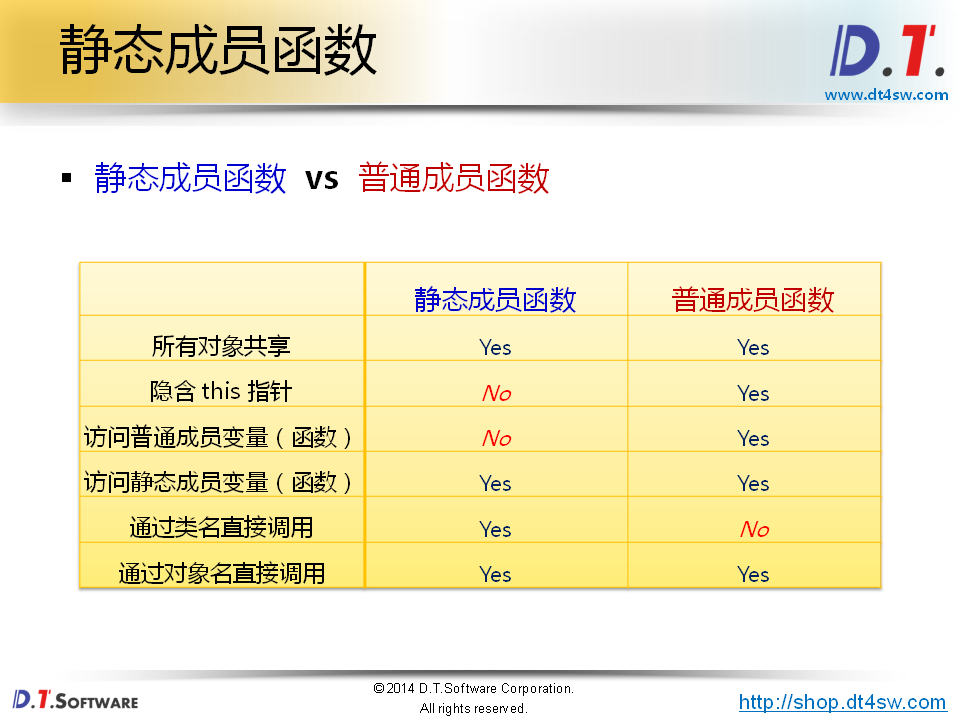 静态成员函数
D.T.
www.dt4sw.com
▪ 静态成员函数 vs 普通成员函数
静态成员函数 普通成员函数
所有对象共享 Yes Yes
隐含 this 指针 No Yes
访问普通成员变量（函数） No Yes
访问静态成员变量（函数） Yes Yes
通过类名直接调用 Yes No
通过对象名直接调用 Yes Yes
D.T.SOFTWARE
©2014 D.T.Software Corporation.
All rights reserved.
http://shop.dt4sw.com